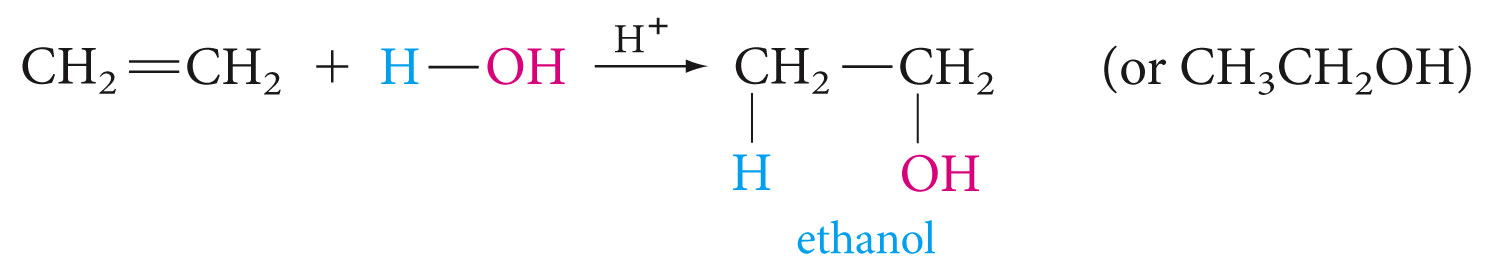 H⁺
CH₂=CH₂ + H—OH ⟶ CH₂—CH₂ (or CH₃CH₂OH)
H OH
ethanol